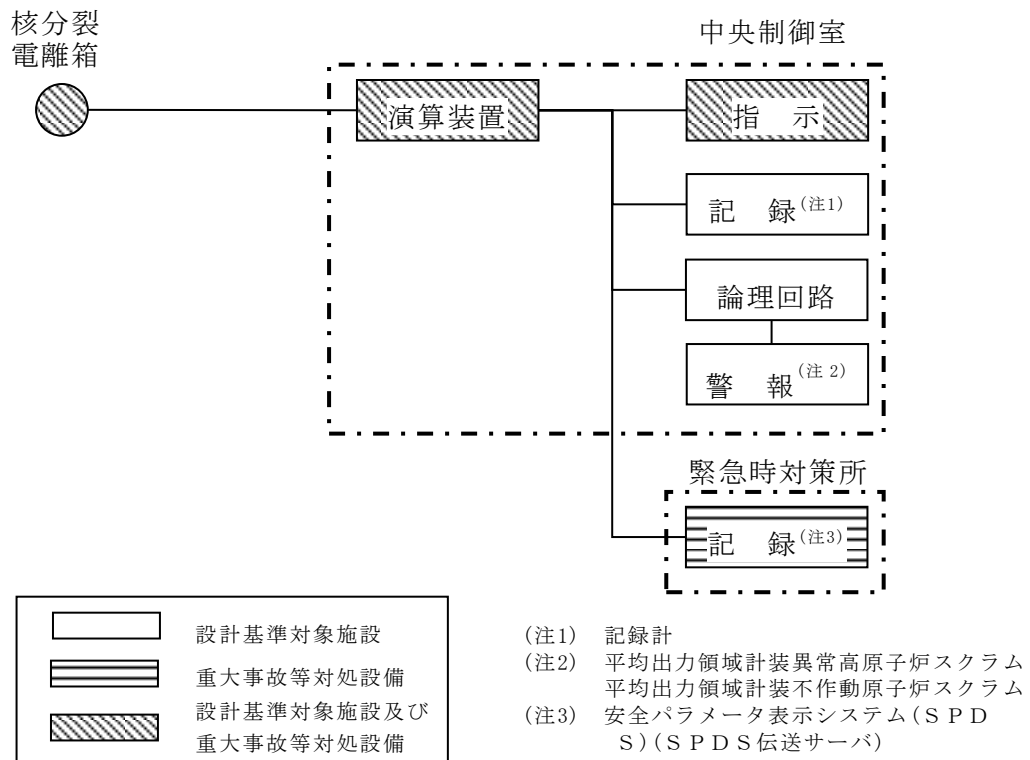 核分裂
電離箱
中央制御室
演算装置
指 示
記 録(注1)
論理回路
警 報(注 2)
緊急時対策所
記 録(注3)
設計基準対象施設
重大事故等対処設備
設計基準対象施設及び
重大事故等対処設備
(注1) 記録計
(注2) 平均出力領域計装異常高原子炉スクラム
平均出力領域計装不作動原子炉スクラム
(注3) 安全パラメータ表示システム(SPD
S)(SPDS伝送サーバ)